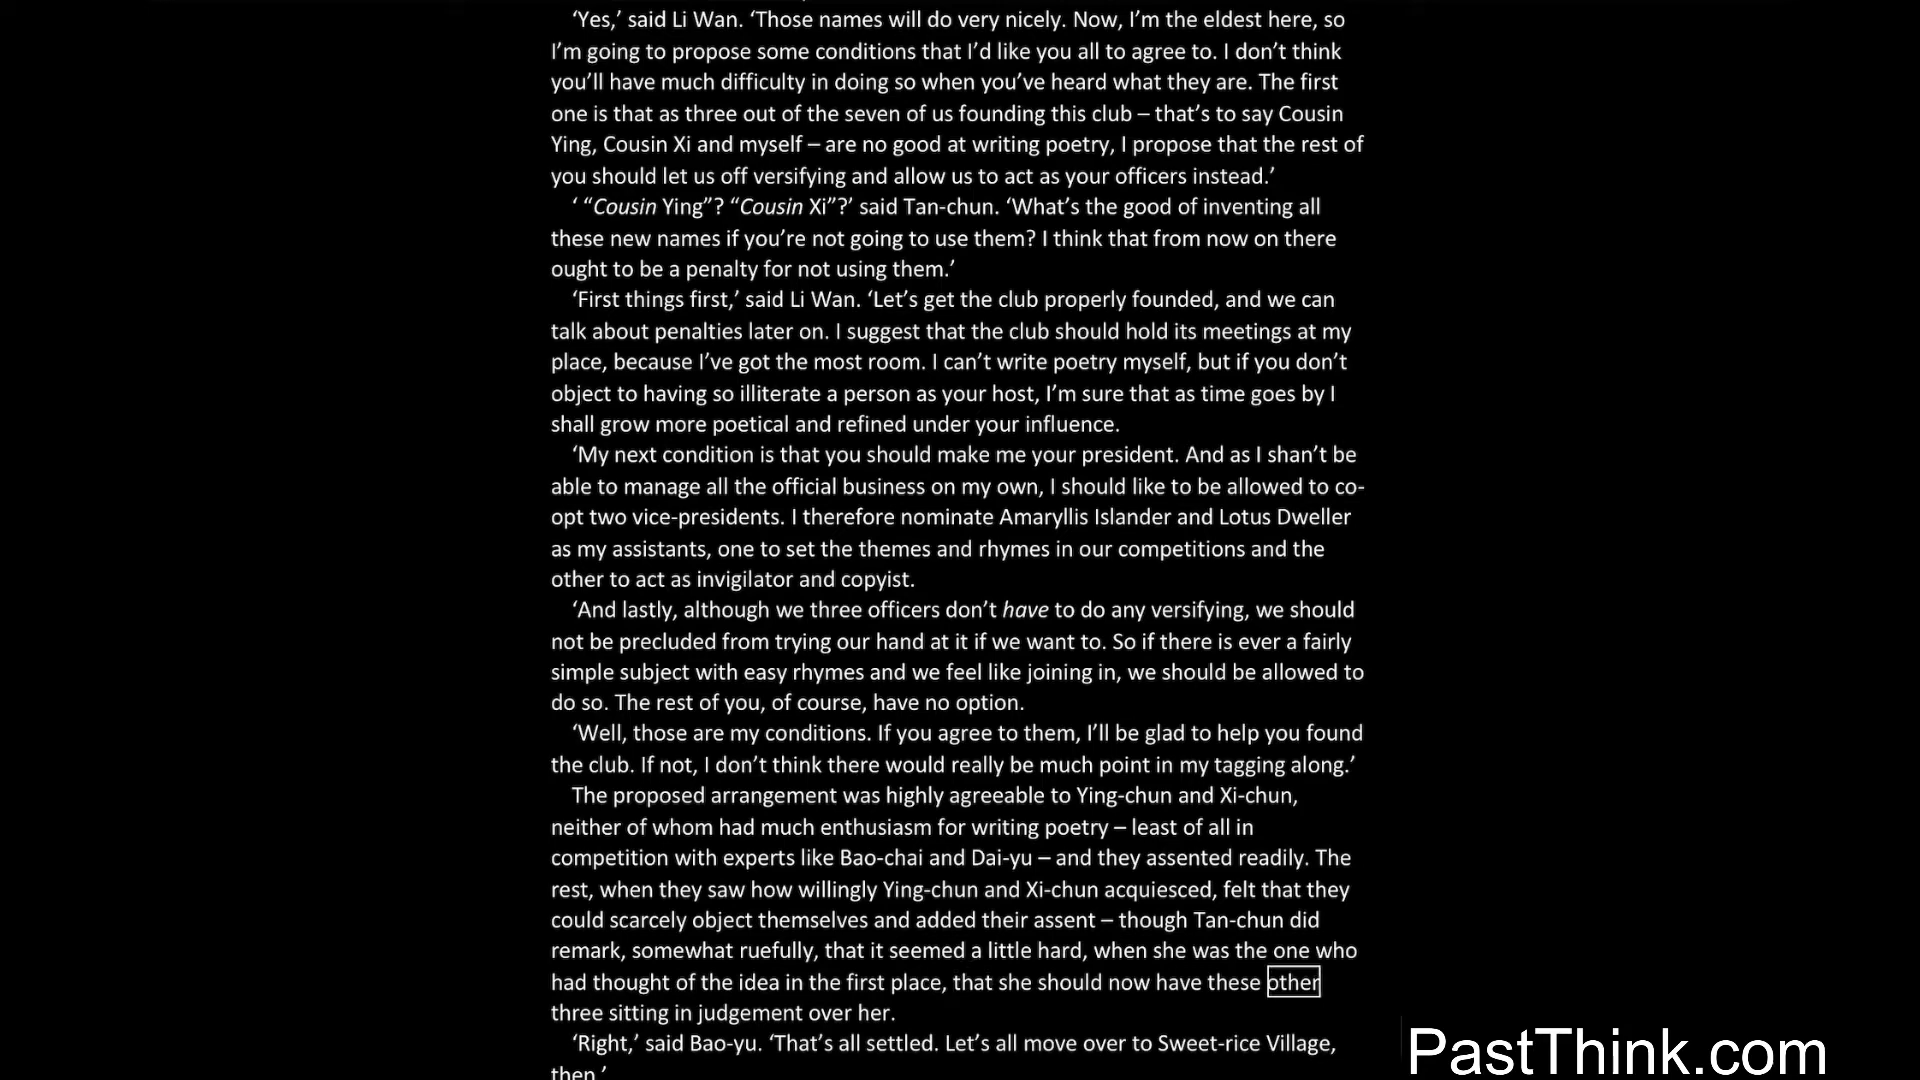 ‘Yes,’ said Li Wan. ‘Those names will do very nicely. Now, I’m the eldest here, so
I’m going to propose some conditions that I’d like you all to agree to. I don’t think
you’ll have much difficulty in doing so when you’ve heard what they are. The first
one is that as three out of the seven of us founding this club – that’s to say Cousin
Ying, Cousin Xi and myself – are no good at writing poetry, I propose that the rest of
you should let us off versifying and allow us to act as your officers instead.’
‘ “Cousin Ying”? “Cousin Xi”?’ said Tan-chun. ‘What’s the good of inventing all
these new names if you’re not going to use them? I think that from now on there
ought to be a penalty for not using them.’
‘First things first,’ said Li Wan. ‘Let’s get the club properly founded, and we can
talk about penalties later on. I suggest that the club should hold its meetings at my
place, because I’ve got the most room. I can’t write poetry myself, but if you don’t
object to having so illiterate a person as your host, I’m sure that as time goes by I
shall grow more poetical and refined under your influence.
‘My next condition is that you should make me your president. And as I shan’t be
able to manage all the official business on my own, I should like to be allowed to co-
opt two vice-presidents. I therefore nominate Amaryllis Islander and Lotus Dweller
as my assistants, one to set the themes and rhymes in our competitions and the
other to act as invigilator and copyist.
‘And lastly, although we three officers don’t have to do any versifying, we should
not be precluded from trying our hand at it if we want to. So if there is ever a fairly
simple subject with easy rhymes and we feel like joining in, we should be allowed to
do so. The rest of you, of course, have no option.
‘Well, those are my conditions. If you agree to them, I’ll be glad to help you found
the club. If not, I don’t think there would really be much point in my tagging along.’
The proposed arrangement was highly agreeable to Ying-chun and Xi-chun,
neither of whom had much enthusiasm for writing poetry – least of all in
competition with experts like Bao-chai and Dai-yu – and they assented readily. The
rest, when they saw how willingly Ying-chun and Xi-chun acquiesced, felt that they
could scarcely object themselves and added their assent – though Tan-chun did
remark, somewhat ruefully, that it seemed a little hard, when she was the one who
had thought of the idea in the first place, that she should now have these other
three sitting in judgement over her.
‘Right,’ said Bao-yu. ‘That’s all settled. Let’s all move over to Sweet-rice Village,
then.’
PastThink.com